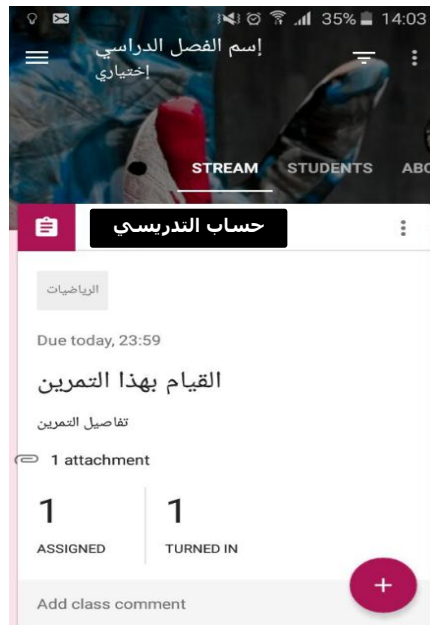 35% 14:03
إسم الفصل الدراسي
إختياري
STREAM STUDENTS ABO
حساب التدريسي
الرياضيات
Due today, 23:59
القيام بهذا التمرين
تفاصيل التمرين
1 attachment
1 1
ASSIGNED TURNED IN
+
Add class comment